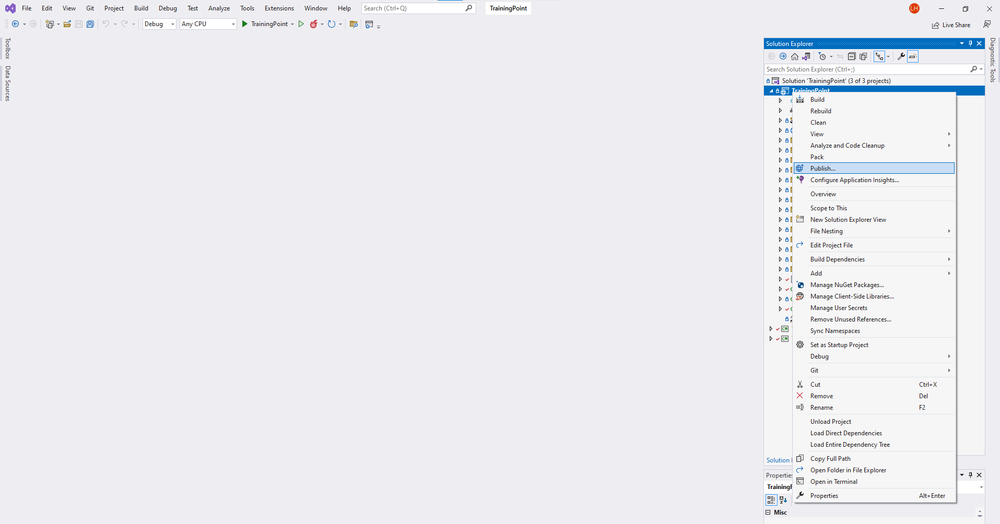 File Edit View Git Project Build Debug Test Analyze Tools Extensions Window Help Search (Ctrl+Q) TrainingPoint LH
Debug Any CPU TrainingPoint Live Share
Toolbox
Data Sources
Solution Explorer
Search Solution Explorer (Ctrl+;)
Solution 'TrainingPoint' (3 of 3 projects)
TrainingPoint
Build
Rebuild
Clean
View
Analyze and Code Cleanup
Pack
Publish...
Configure Application Insights...
Overview
Scope to This
New Solution Explorer View
File Nesting
Edit Project File
Build Dependencies
Add
Manage NuGet Packages...
Manage Client-Side Libraries...
Manage User Secrets
Remove Unused References...
Sync Namespaces
C#
C#
Set as Startup Project
Debug
Git
Cut Ctrl+X
Remove Del
Rename F2
Unload Project
Load Direct Dependencies
Load Entire Dependency Tree
Copy Full Path
Open Folder in File Explorer
Open in Terminal
Properties Alt+Enter
Solution
Properties
Misc
Diagnostic Tools